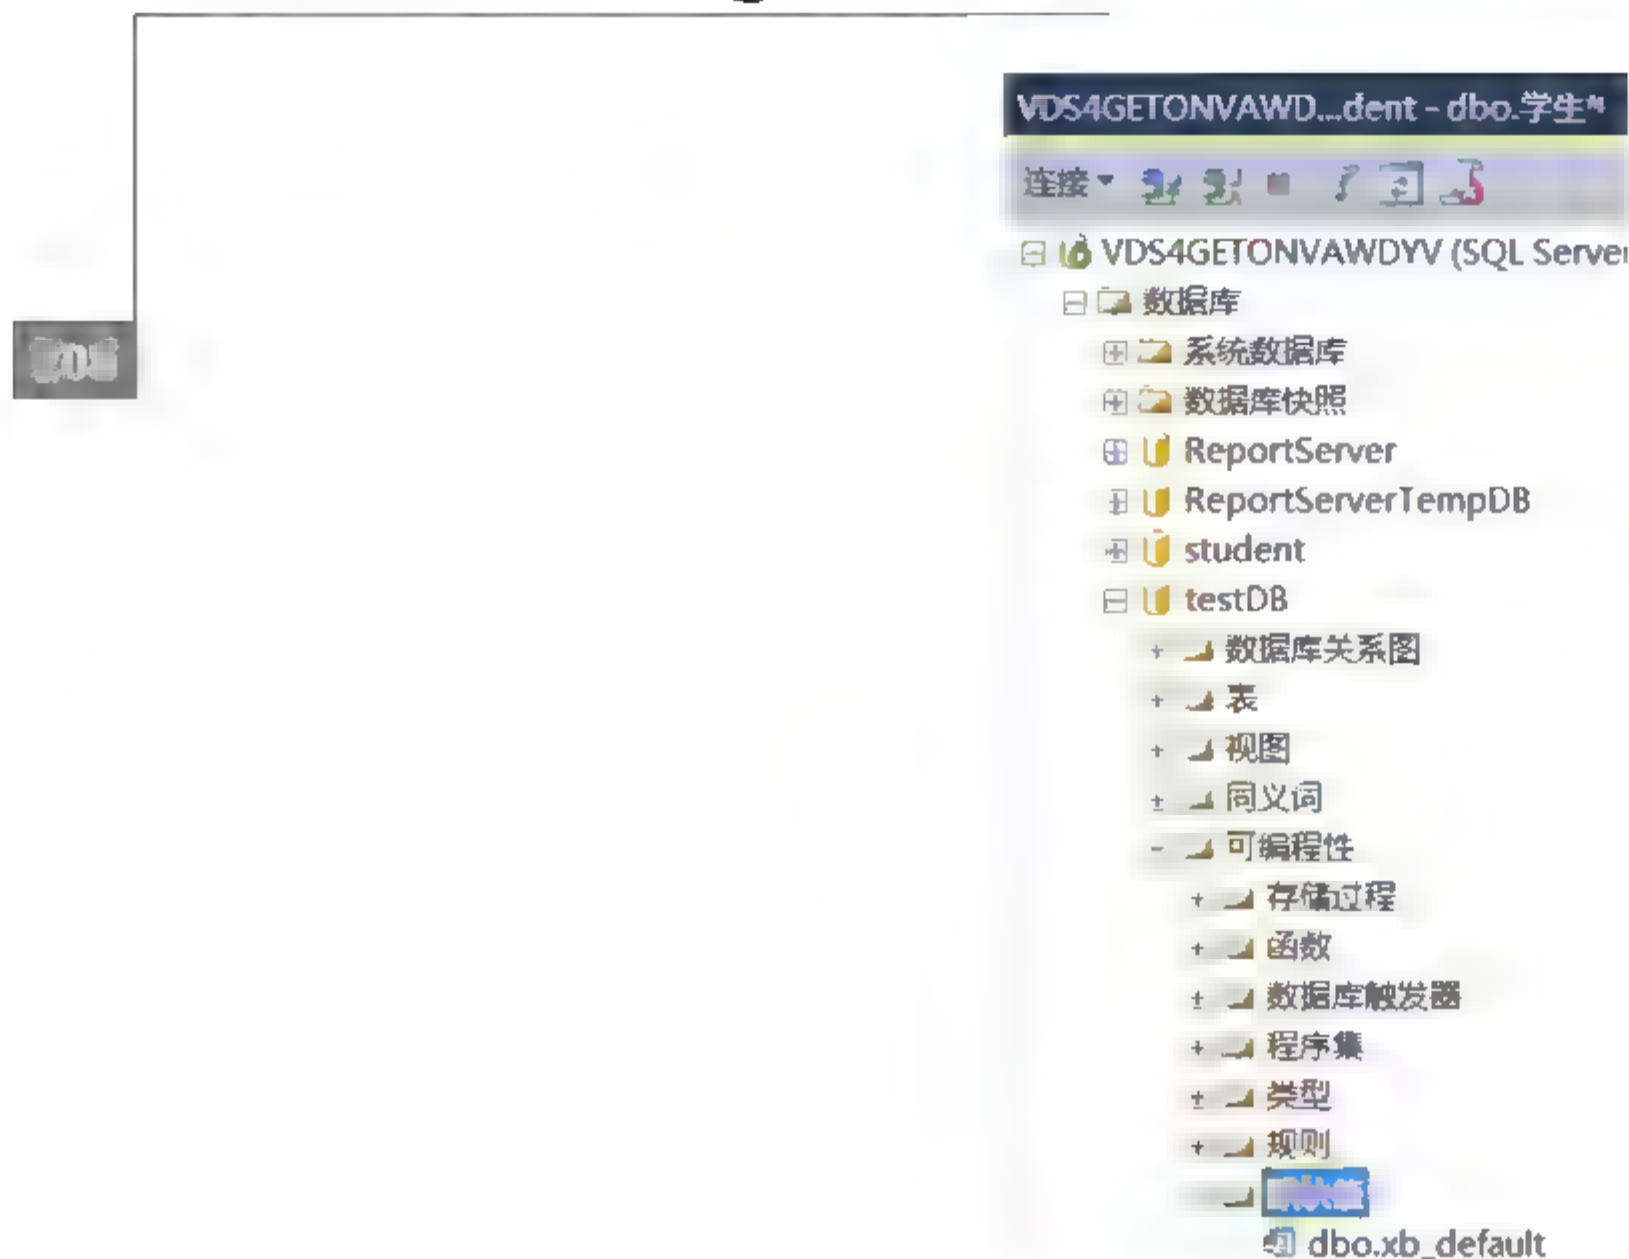 VDS4GETONVAWD...dent - dbo.学生*
连接
VDS4GETONVAWDYV (SQL Server
数据库
系统数据库
数据库快照
ReportServer
ReportServerTempDB
student
testDB
数据库关系图
表
视图
同义词
可编程性
存储过程
函数
数据库触发器
程序集
类型
规则
dbo.xb_default